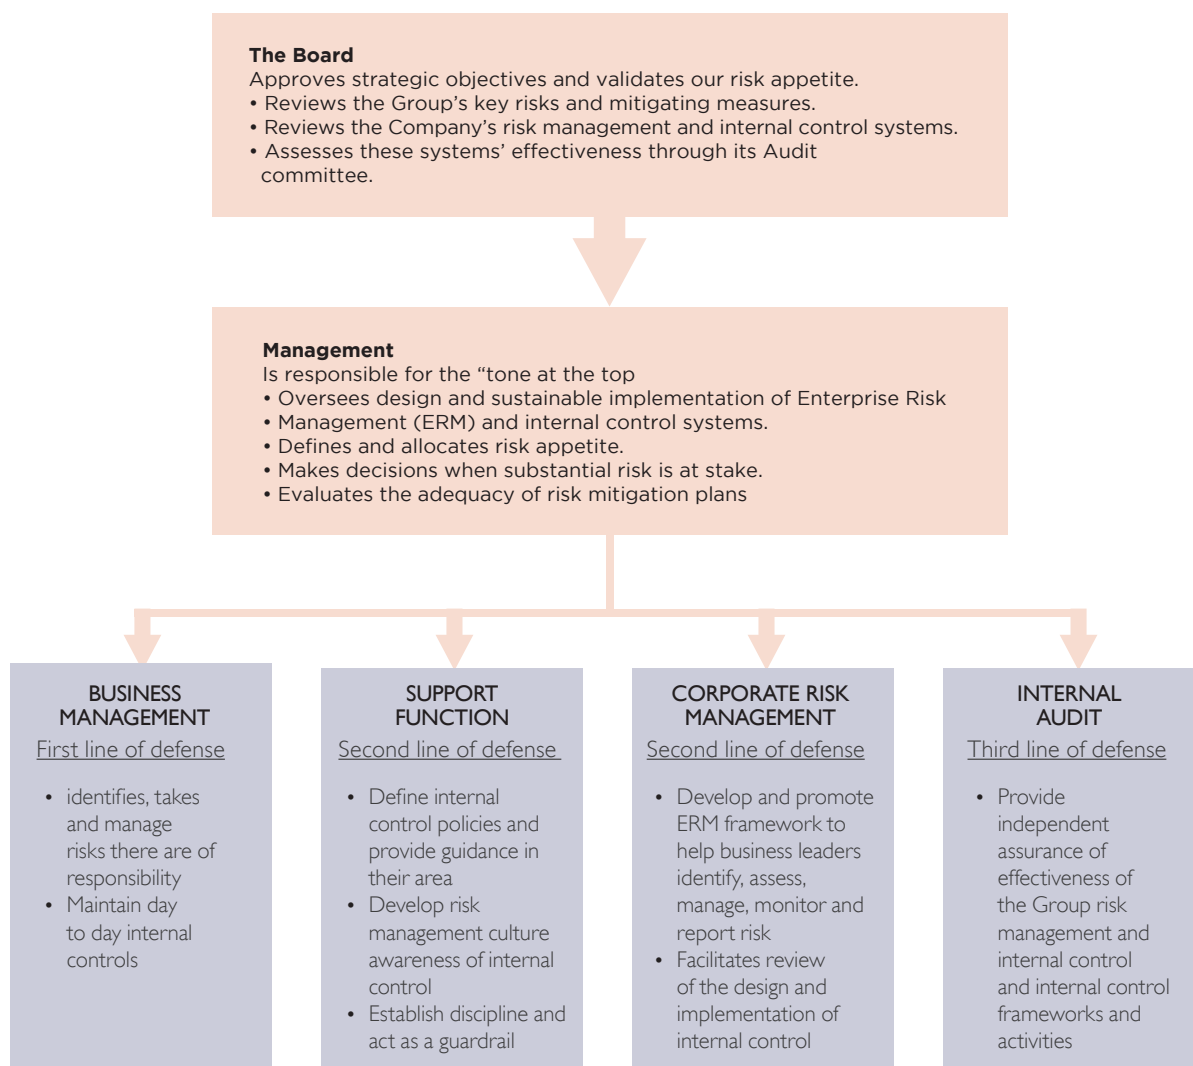 The Board
Approves strategic objectives and validates our risk appetite.
• Reviews the Group’s key risks and mitigating measures.
• Reviews the Company’s risk management and internal control systems.
• Assesses these systems’ effectiveness through its Audit
committee.
Management
Is responsible for the “tone at the top
• Oversees design and sustainable implementation of Enterprise Risk
• Management (ERM) and internal control systems.
• Defines and allocates risk appetite.
• Makes decisions when substantial risk is at stake.
• Evaluates the adequacy of risk mitigation plans
BUSINESS
MANAGEMENT
First line of defense
• identifies, takes
and manage
risks there are of
responsibility
• Maintain day
to day internal
controls
SUPPORT
FUNCTION
Second line of defense
• Define internal
control policies and
provide guidance in
their area
• Develop risk
management culture
awareness of internal
control
• Establish discipline and
act as a guardrail
CORPORATE RISK
MANAGEMENT
Second line of defense
• Develop and promote
ERM framework to
help business leaders
identify, assess,
manage, monitor and
report risk
• Facilitates review
of the design and
implementation of
internal control
INTERNAL
AUDIT
Third line of defense
• Provide
independent
assurance of
effectiveness of
the Group risk
management and
internal control
and internal control
frameworks and
activities